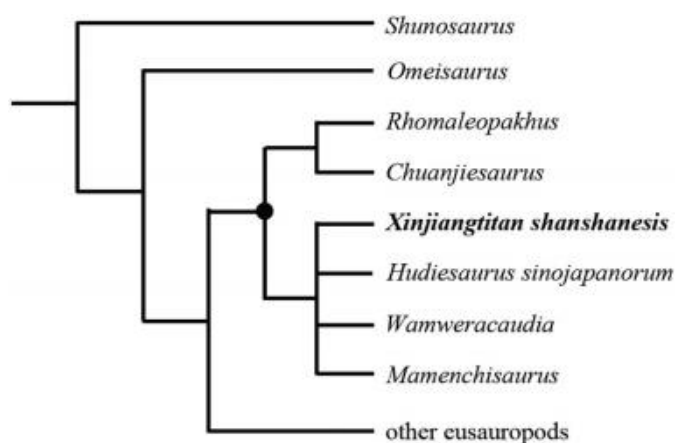 Shunosaurus
Omeisaurus
Rhomaleopakhus
Chuanjiesaurus
Xinjiangtitan shanshanesis
Hudiesaurus sinojapanorum
Wamweracaudia
Mamenchisaurus
other eusauropods